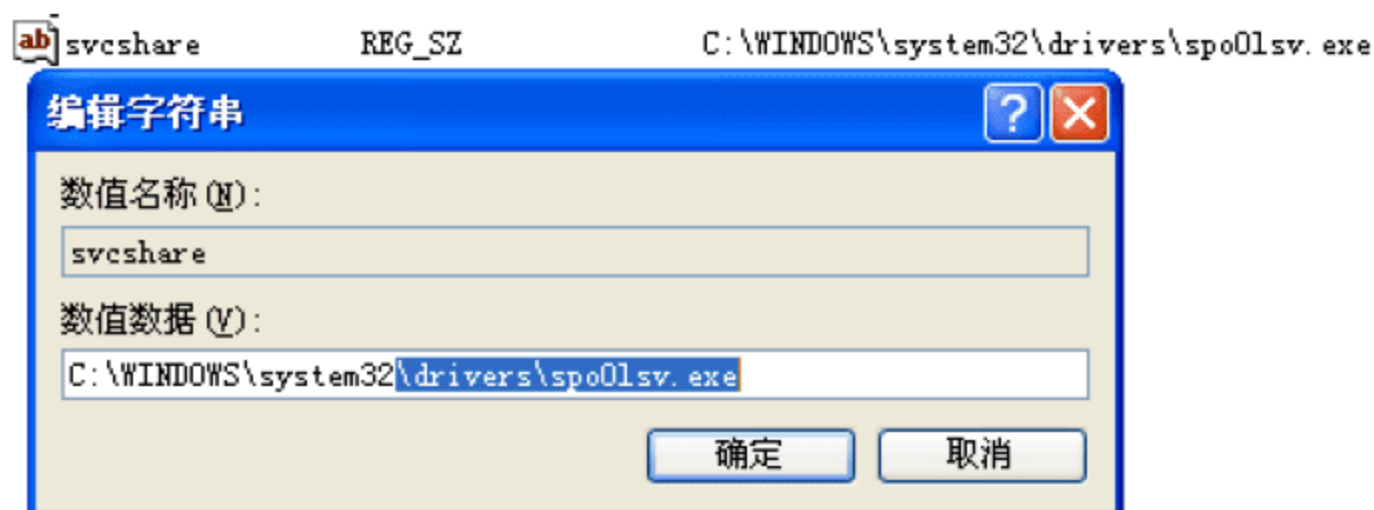 ab svcshare REG_SZ C:\WINDOWS\system32\drivers\spo0lsv.exe
编辑字符串
数值名称(N):
svcshare
数值数据(V):
C:\WINDOWS\system32\drivers\spo0lsv.exe
确定 取消